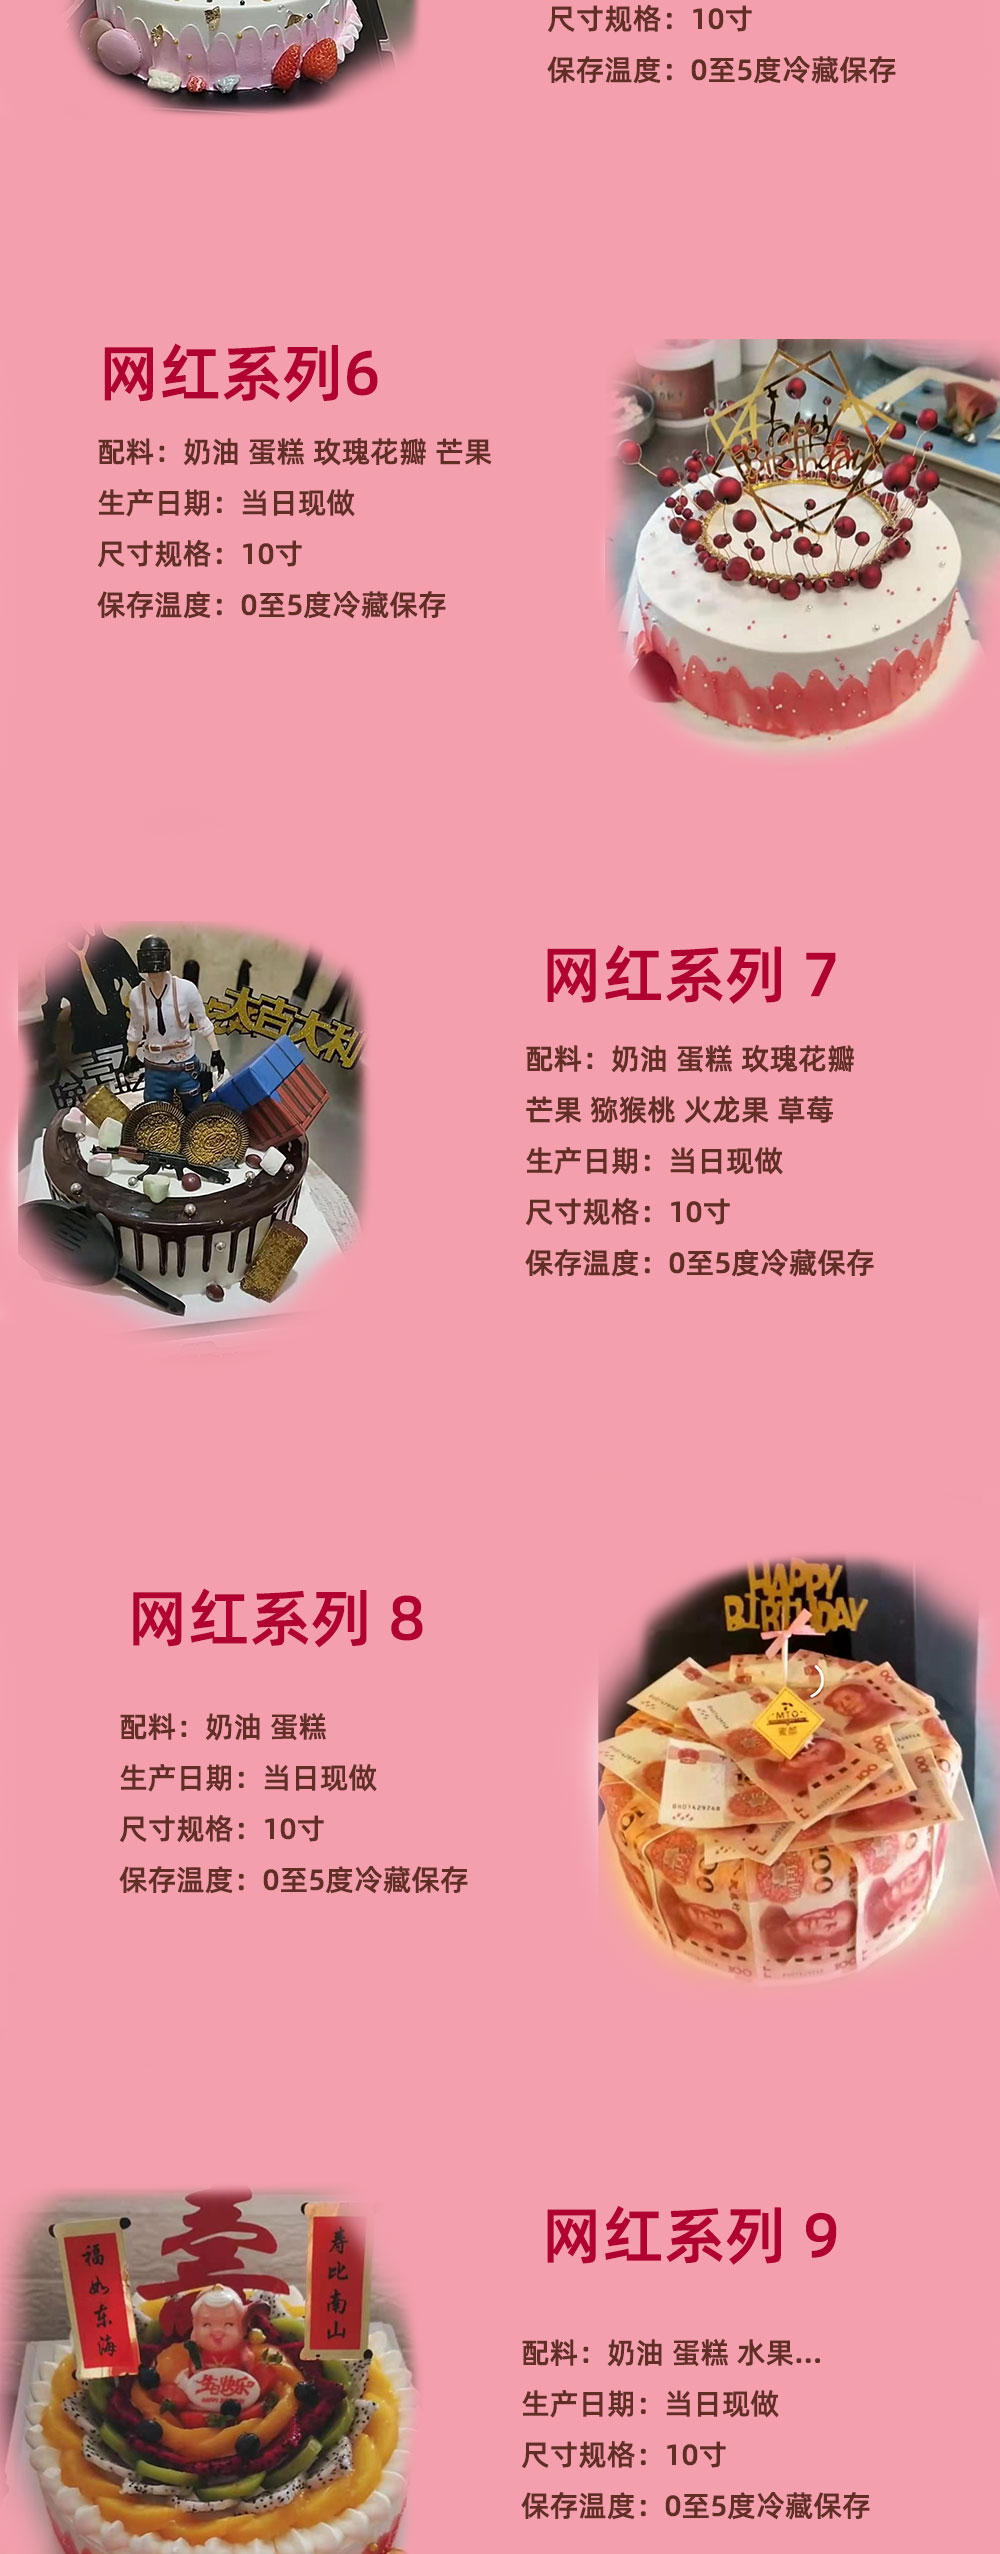 尺寸规格：10寸
保存温度：0至5度冷藏保存
网红系列6
配料：奶油 蛋糕 玫瑰花瓣 芒果
生产日期：当日现做
尺寸规格：10寸
保存温度：0至5度冷藏保存
Happy
Birthday
网红系列 7
大吉大利
配料：奶油 蛋糕 玫瑰花瓣
芒果 猕猴桃 火龙果 草莓
生产日期：当日现做
尺寸规格：10寸
保存温度：0至5度冷藏保存
HAPPY
BIRTHDAY
网红系列 8
MTO
配料：奶油 蛋糕
生产日期：当日现做
尺寸规格：10寸
保存温度：0至5度冷藏保存
100
100
网红系列 9
福如东海
寿比南山
生日快乐
配料：奶油 蛋糕 水果...
生产日期：当日现做
尺寸规格：10寸
保存温度：0至5度冷藏保存